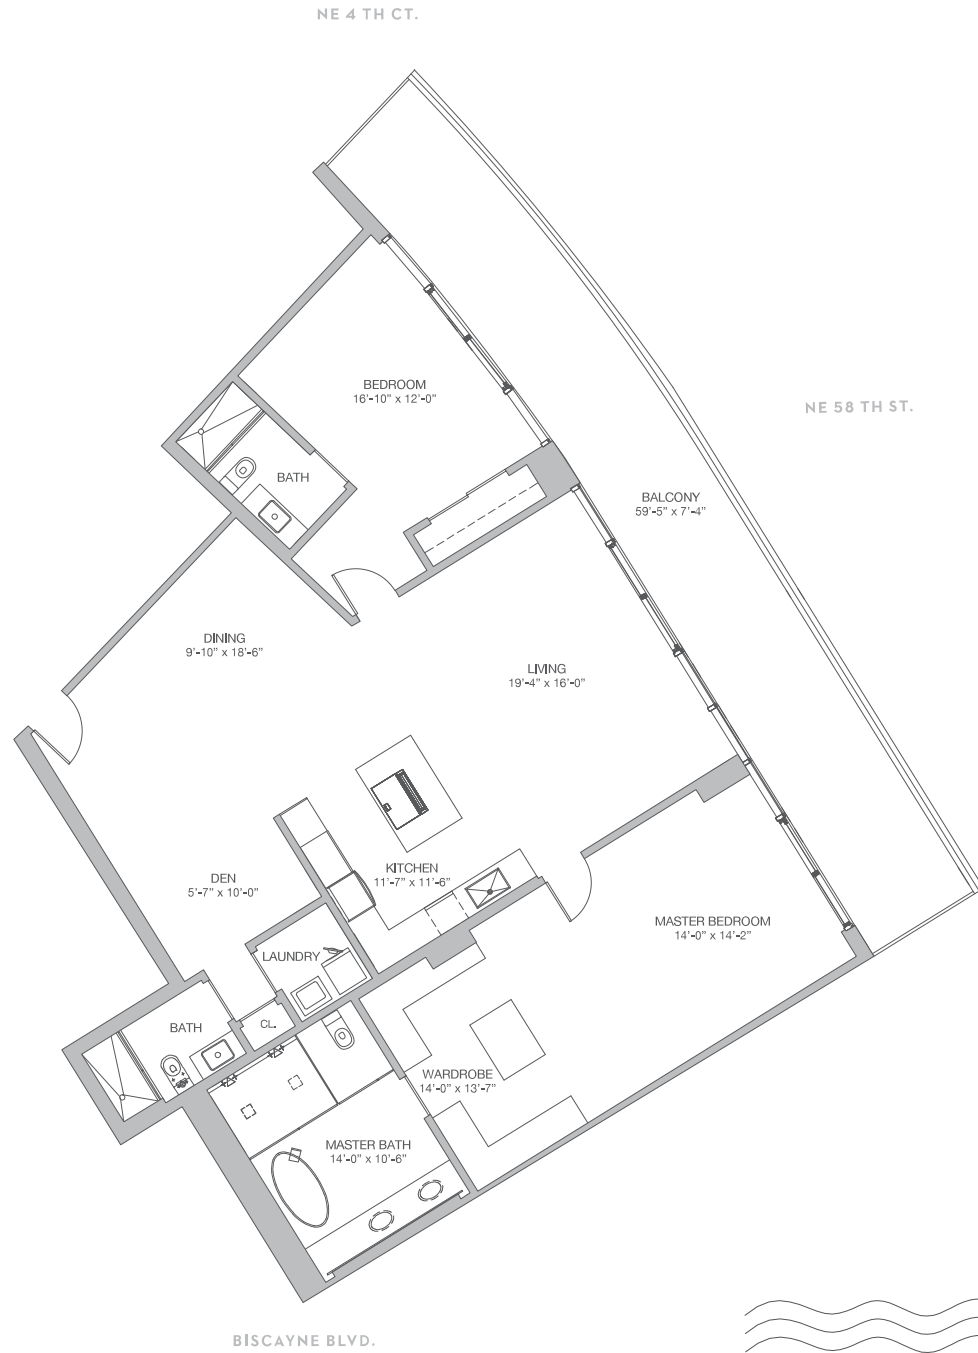 NE 4 TH CT.
BEDROOM
16'-10" x 12'-0"
NE 58 TH ST.
BATH
BALCONY
59'-5" x 7'-4"
DINING
9'-10" x 18'-6"
LIVING
19'-4" x 16'-0"
KITCHEN
11'-7" x 11'-6"
DEN
5'-7" x 10'-0"
MASTER BEDROOM
14'-0" x 14'-2"
LAUNDRY
CL.
BATH
WARDROBE
14'-0" x 13'-7"
MASTER BATH
14'-0" x 10'-6"
BISCAYNE BLVD.